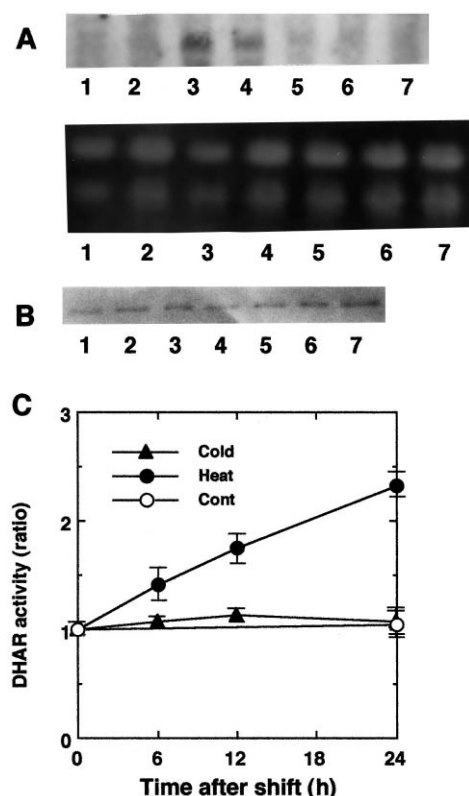 A
1 2 3 4 5 6 7
1 2 3 4 5 6 7
B
1 2 3 4 5 6 7
C
3
2
1
0
Cold
Heat
Cont
DHAR activity (ratio)
0 6 12 18 24
Time after shift (h)